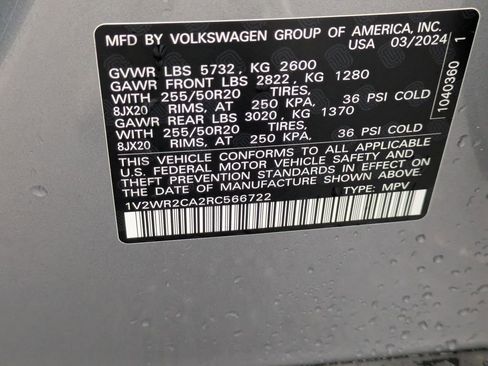 MFD BY VOLKSWAGEN GROUP OF AMERICA, INC.
USA 03/2024
GVWR LBS 5732, KG 2600
GAWR FRONT LBS 2822, KG 1280
WITH 255/50R20 TIRES,
8JX20 RIMS, AT 250 KPA, 36 PSI COLD
GAWR REAR LBS 3020, KG 1370
WITH 255/50R20 TIRES,
8JX20 RIMS, AT 250 KPA, 36 PSI COLD
THIS VEHICLE CONFORMS TO ALL APPLICABLE
U.S. FEDERAL MOTOR VEHICLE SAFETY AND
THEFT PREVENTION STANDARDS IN EFFECT ON
THE DATE OF MANUFACTURE SHOWN ABOVE
1V2WR2CA2RC566722 TYPE: MPV
1040360 1